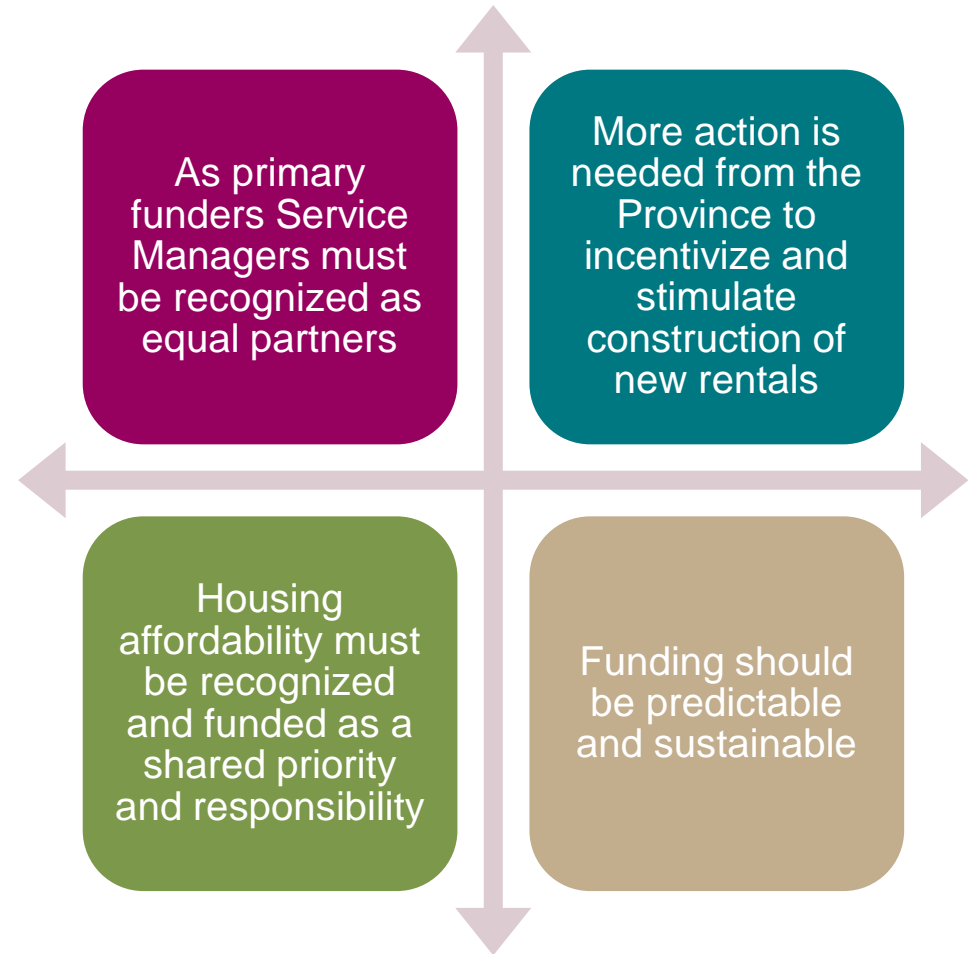 As primary
funders Service
Managers must
be recognized as
equal partners
More action is
needed from the
Province to
incentivize and
stimulate
construction of
new rentals
Housing
affordability must
be recognized
and funded as a
shared priority
and responsibility
Funding should
be predictable
and sustainable